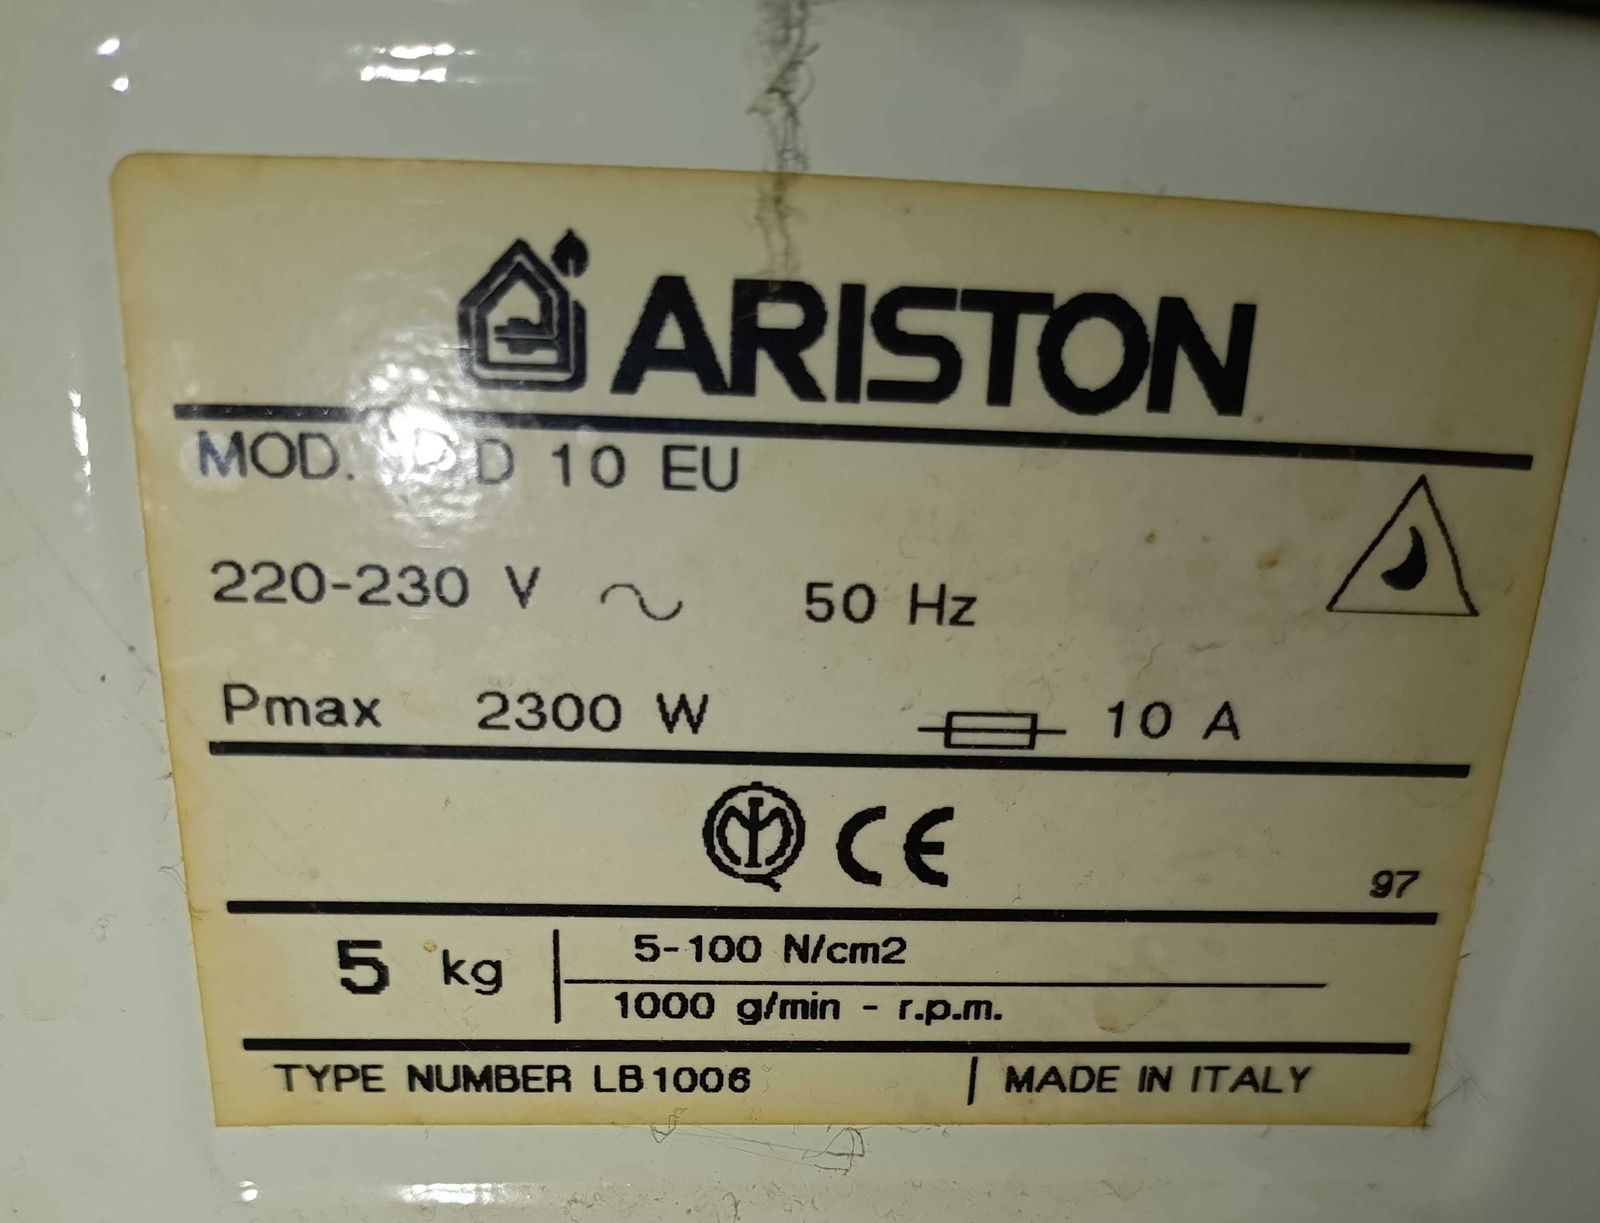 ARISTON
MOD. D 10 EU
220-230 V 50 Hz
Pmax 2300 W 10 A
CE
97
5 kg
5-100 N/cm2
1000 g/min - r.p.m.
TYPE NUMBER LB1006 | MADE IN ITALY